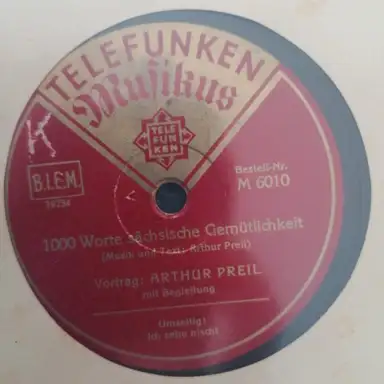 TELEFUNKEN
Musikus
K
TELE
FUN
KEN
B.I.E.M.
Bestell-Nr.
M 6010
1000 Worte sächsische Gemütlichkeit
(Musik und Text: Arthur Preil)
Vortrag: ARTHUR PREIL
mit Begleitung
Umseitig:
Ich sehe nischt